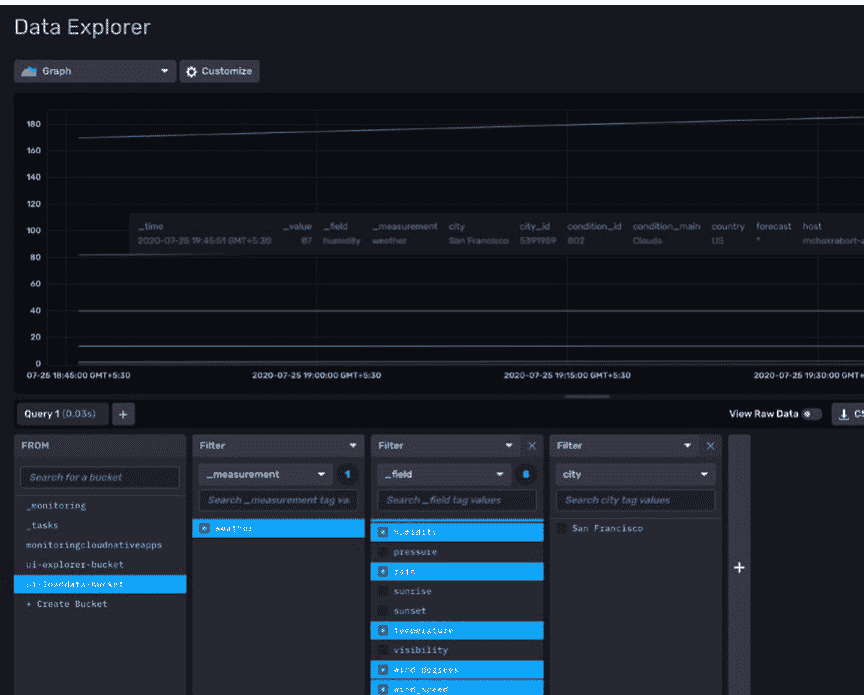 Data Explorer
Graph
Customize
180
160
140
120
100
80
60
40
20
0
_time _value _field _measurement city city_id condition_id condition_main country forecast host
2020-07-25 19:45:51 GMT+5:30 87 humidity weather San Francisco 5391959 802 Clouds US *
07-25 18:45:00 GMT+5:30 2020-07-25 19:00:00 GMT+5:30 2020-07-25 19:15:00 GMT+5:30 2020-07-25 19:30:00
Query 1 (0.03s) +
View Raw Data
FROM
Search for a bucket
_monitoring
_tasks
monitoringcloudnativeapps
ui-explorer-bucket
+ Create Bucket
Filter
_measurement 1
Search _measurement tag va
weather
Filter
_field 8
Search _field tag values
humidity
pressure
rain
sunrise
sunset
temperature
visibility
wind_degrees
wind_speed
Filter
city
Search city tag values
San Francisco
+